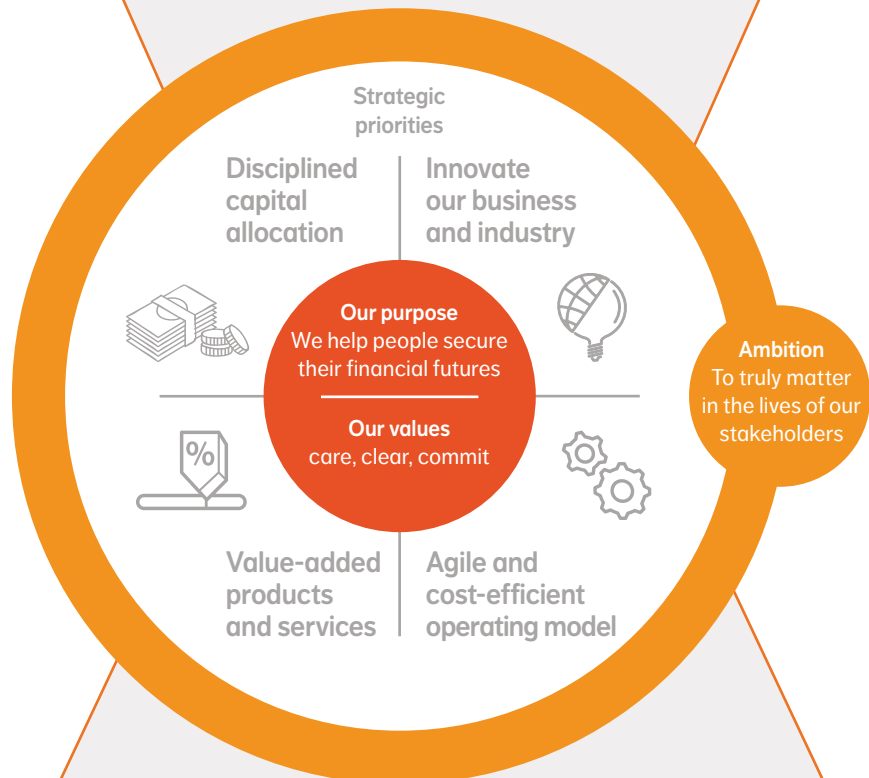 Strategic
priorities
Disciplined
capital
allocation
Innovate
our business
and industry
Our purpose
We help people secure
their financial futures
Our values
care, clear, commit
Ambition
To truly matter
in the lives of our
stakeholders
%
Value-added
products
and services
Agile and
cost-efficient
operating model